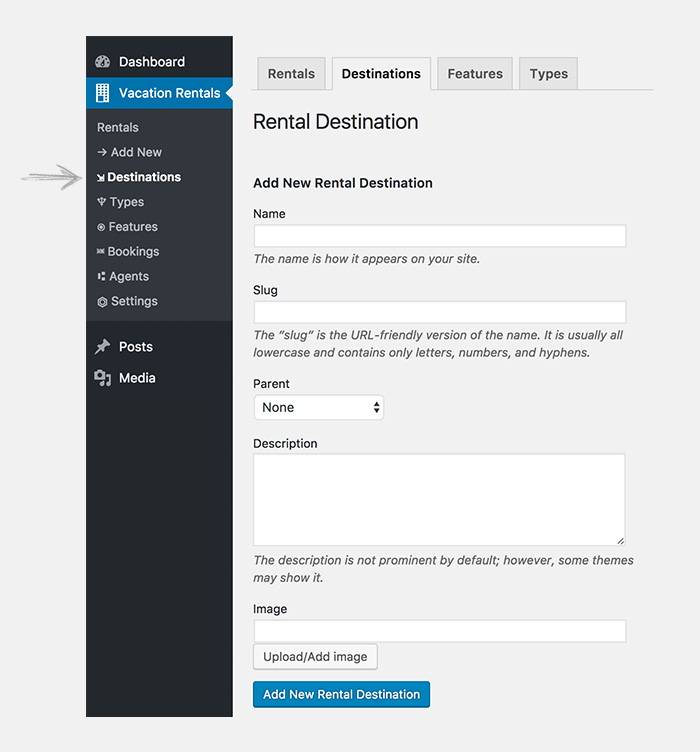 Dashboard
Vacation Rentals
Rentals
→ Add New
Destinations
Types
Features
Bookings
Agents
Settings
Posts
Media
Rentals Destinations Features Types
Rental Destination
Add New Rental Destination
Name
The name is how it appears on your site.
Slug
The “slug” is the URL-friendly version of the name. It is usually all
lowercase and contains only letters, numbers, and hyphens.
Parent
None
Description
The description is not prominent by default; however, some themes
may show it.
Image
Upload/Add image
Add New Rental Destination